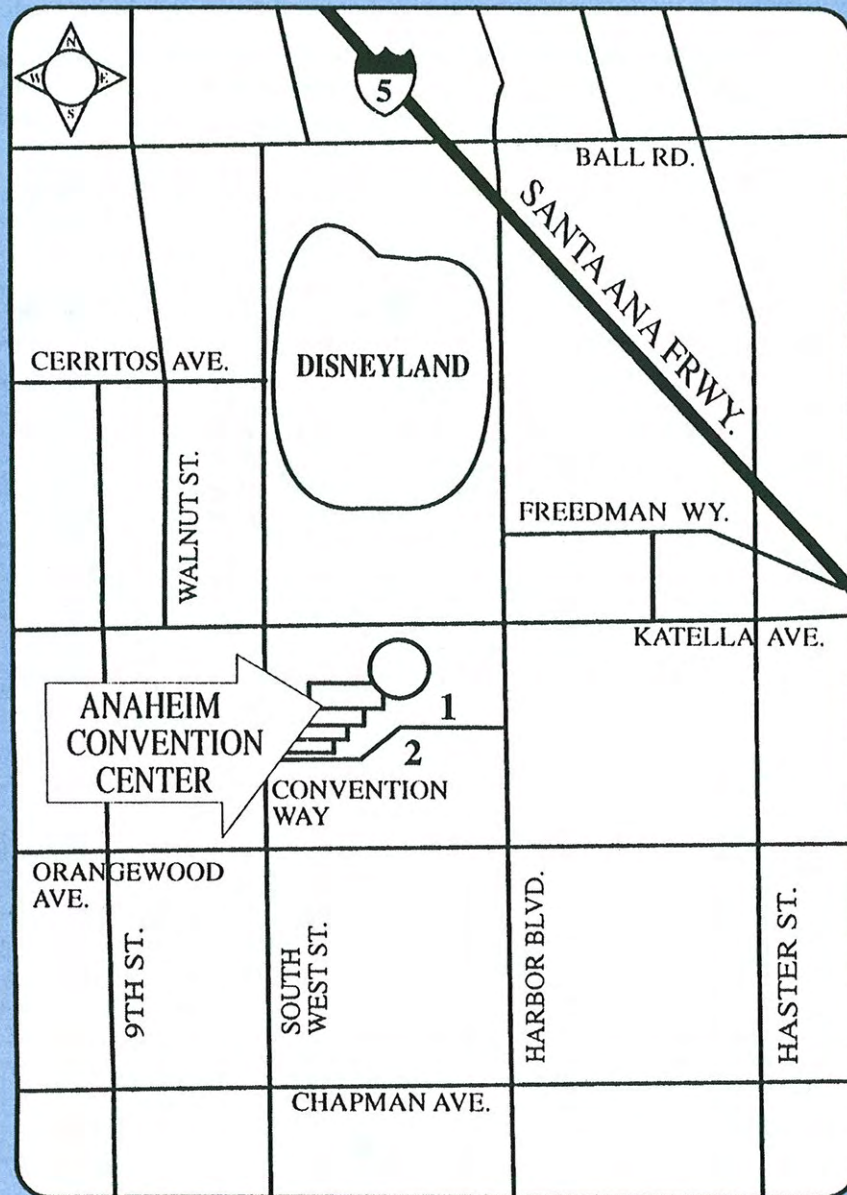 N
W E
S
5
BALL RD.
SANTA ANA FRWY.
CERRITOS AVE.
DISNEYLAND
WALNUT ST.
FREEDMAN WY.
KATELLA AVE.
ANAHEIM
CONVENTION
CENTER
1
2
CONVENTION
WAY
ORANGEWOOD
AVE.
9TH ST.
SOUTH
WEST ST.
HARBOR BLVD.
HASTER ST.
CHAPMAN AVE.